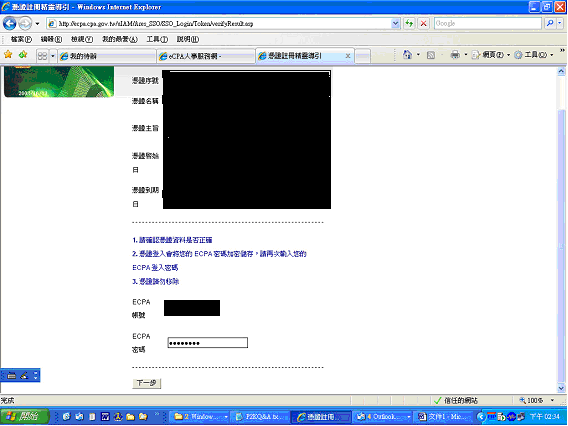 憑證註冊精靈導引 - Windows Internet Explorer
http://ecpa.cpa.gov.tw/uIAM/Aires_SSO/SSO_Login/Token/verifyResult.asp
檔案(F) 編輯(E) 檢視(V) 我的最愛(A) 工具(T) 說明(H)
我的待辦 eCPA人事服務網 - 憑證註冊精靈導引 網頁(P) 工具(O)
憑證序號
憑證名稱
憑證主旨
憑證開始
日
憑證到期
日
1. 請確認憑證資料是否正確
2. 憑證登入會將您的 ECPA 密碼加密儲存，請再次輸入您的
ECPA 登入密碼
3. 憑證請勿移除
ECPA
帳號
ECPA
密碼
下一步
完成 信任的網站 100%
開始 2 Window... P2KQ&A tx... 憑證註冊... 4 Outlook... 文件1 - Mic... 下午 02:34